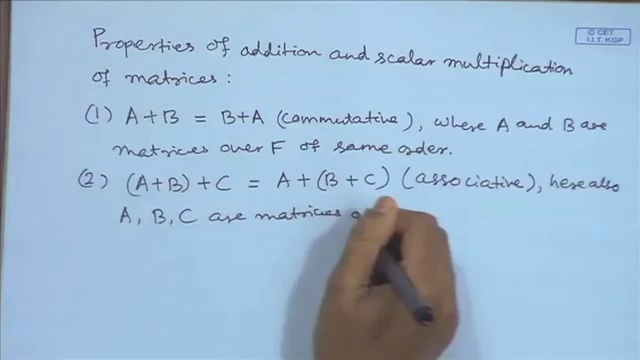 © CET
I.I.T. KGP
Properties of addition and scalar multiplication
of matrices :
(1) A+B = B+A (commutative), where A and B are
matrices over F of same order.
(2) (A+B)+C = A+(B+C) (associative), here also
A, B, C are matrices